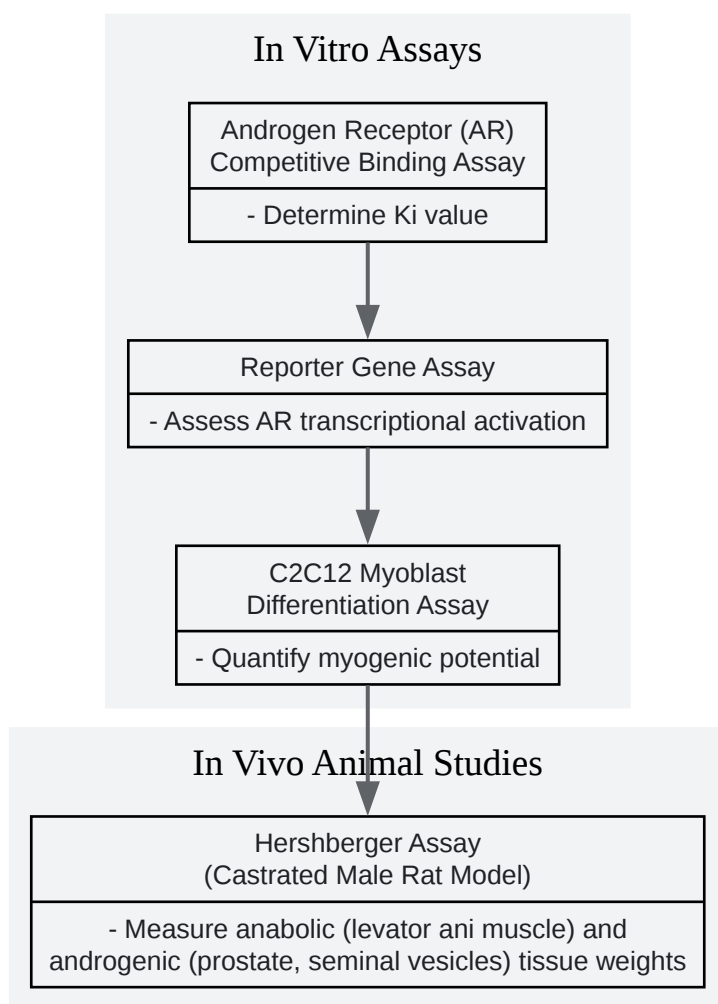 In Vitro Assays
Androgen Receptor (AR)
Competitive Binding Assay
- Determine Ki value
Reporter Gene Assay
- Assess AR transcriptional activation
C2C12 Myoblast
Differentiation Assay
- Quantify myogenic potential
In Vivo Animal Studies
Hershberger Assay
(Castrated Male Rat Model)
- Measure anabolic (levator ani muscle) and
androgenic (prostate, seminal vesicles) tissue weights